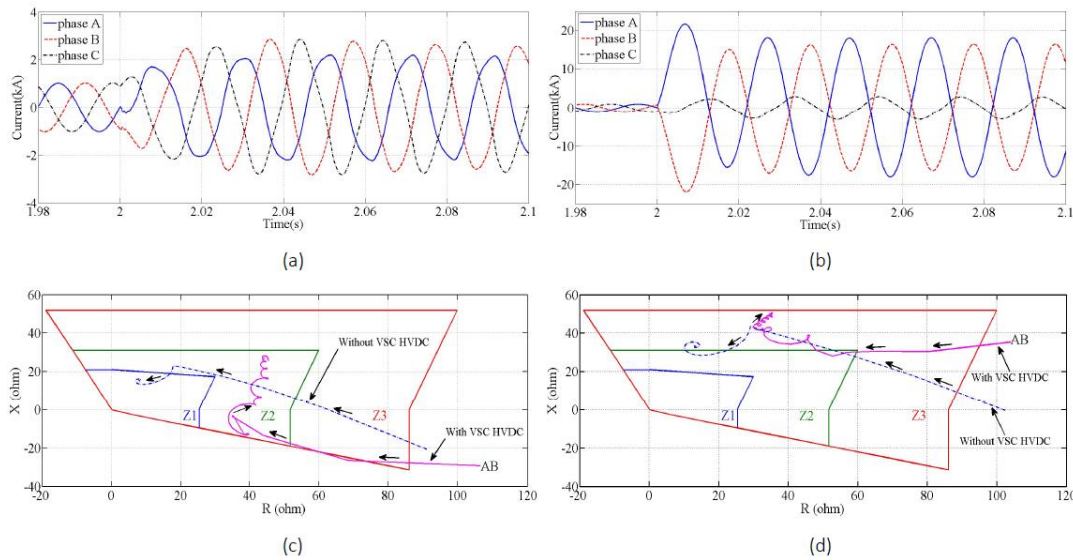 phase A
phase B
phase C
Current(kA)
4
2
0
-2
-4
1.98
2
2.02
2.04
2.06
2.08
2.1
Time(s)
(a)
phase A
phase B
phase C
Current(kA)
20
10
0
-10
-20
1.98
2
2.02
2.04
2.06
2.08
2.1
Time(s)
(b)
X (ohm)
60
40
20
0
-20
-40
-20
0
20
40
60
80
100
120
R (ohm)
Without VSC HVDC
Z1
Z2
Z3
With VSC HVDC
AB
(c)
X (ohm)
60
40
20
0
-20
-40
-20
0
20
40
60
80
100
120
R (ohm)
AB
With VSC HVDC
Z1
Z2
Z3
Without VSC HVDC
(d)